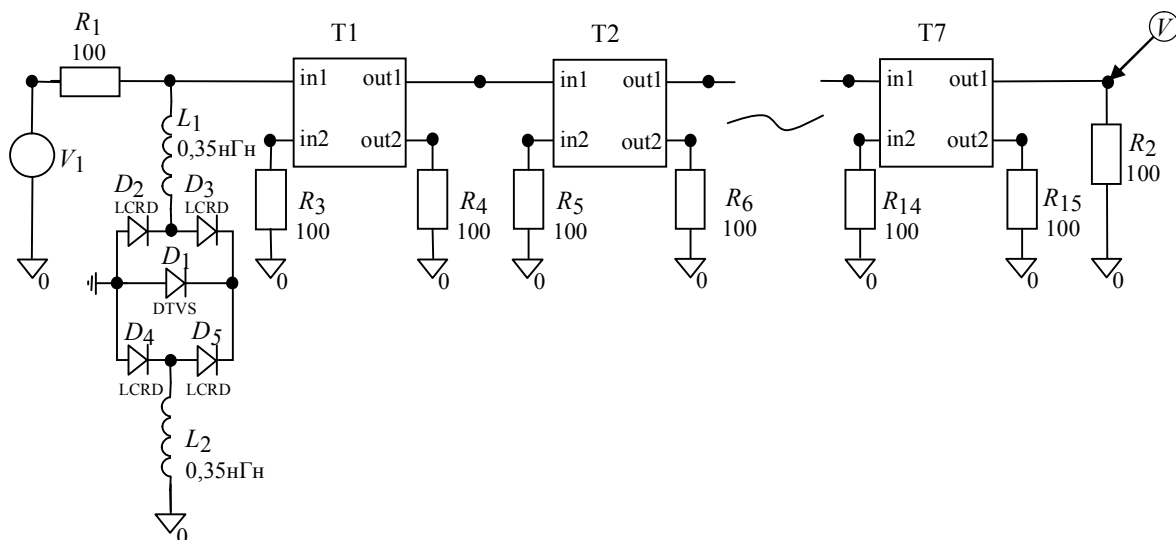 R1
100
V1
L1
0,35нГн
D2
LCRD
D3
LCRD
D1
DTVS
D4
LCRD
D5
LCRD
L2
0,35нГн
0
0
T1
in1
out1
in2
out2
R3
100
0
R4
100
0
T2
in1
out1
in2
out2
R5
100
0
R6
100
0
T7
in1
out1
in2
out2
R14
100
0
R15
100
0
V
R2
100
0